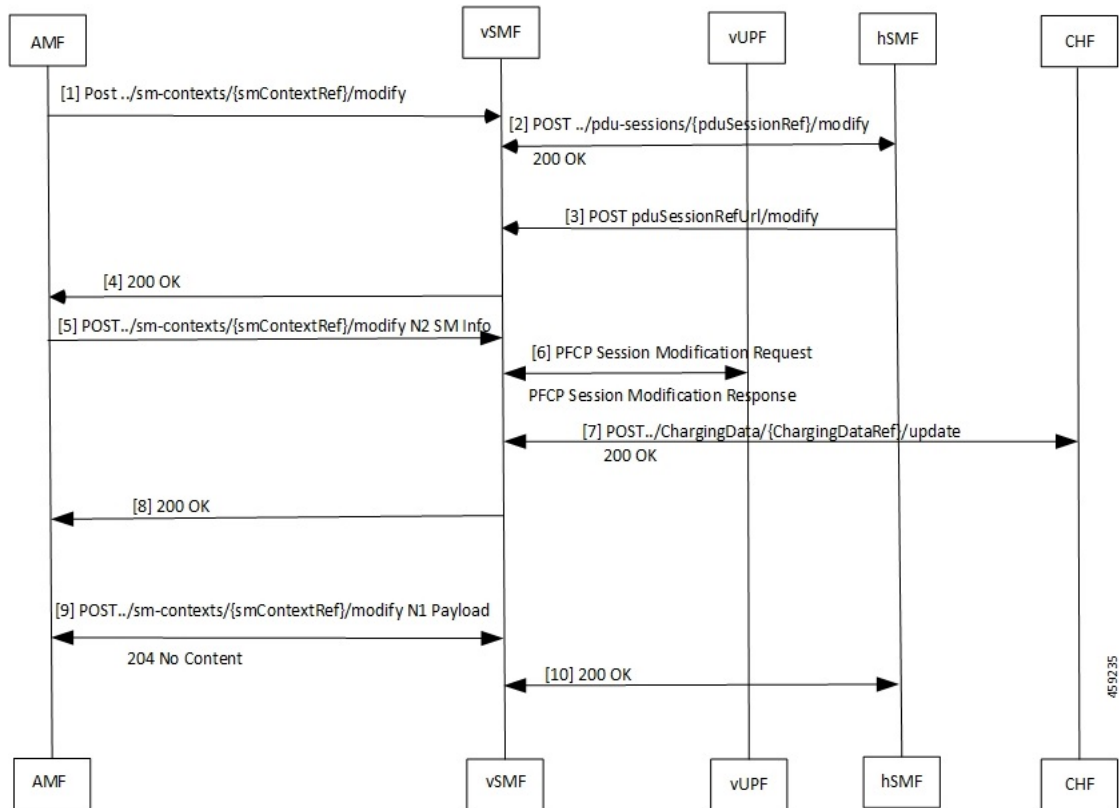 AMF
vSMF
vUPF
hSMF
CHF
[1] Post ../sm-contexts/{smContextRef}/modify
[2] POST ../pdu-sessions/{pduSessionRef}/modify
200 OK
[3] POST pduSessionRefUrl/modify
[4] 200 OK
[5] POST../sm-contexts/{smContextRef}/modify N2 SM Info
[6] PFCP Session Modification Request
PFCP Session Modification Response
[7] POST../ChargingData/{ChargingDataRef}/update
200 OK
[8] 200 OK
[9] POST../sm-contexts/{smContextRef}/modify N1 Payload
204 No Content
[10] 200 OK
459235
AMF
vSMF
vUPF
hSMF
CHF